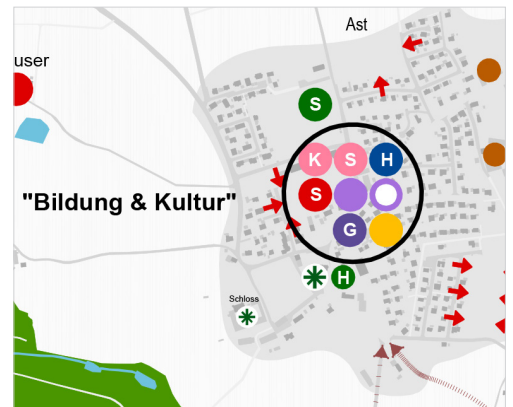 Ast
user
S
K S H
"Bildung & Kultur"
S
G
H
Schloss